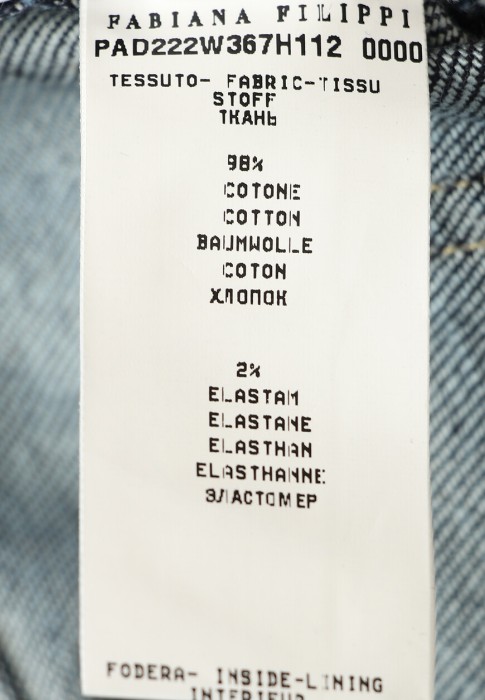 FABIANA FILIPPI
PAD222W367H112 0000
TESSUTO- FABRIC-TISSU
STOFF
ТКАНЬ
98%
COTONE
COTTON
BAUMWOLLE
COTON
ХЛОПОК
2%
ELASTAM
ELASTANE
ELASTHAN
ELASTHANNE
ЭЛАСТОМЕР
FODERA- INSIDE-LINING